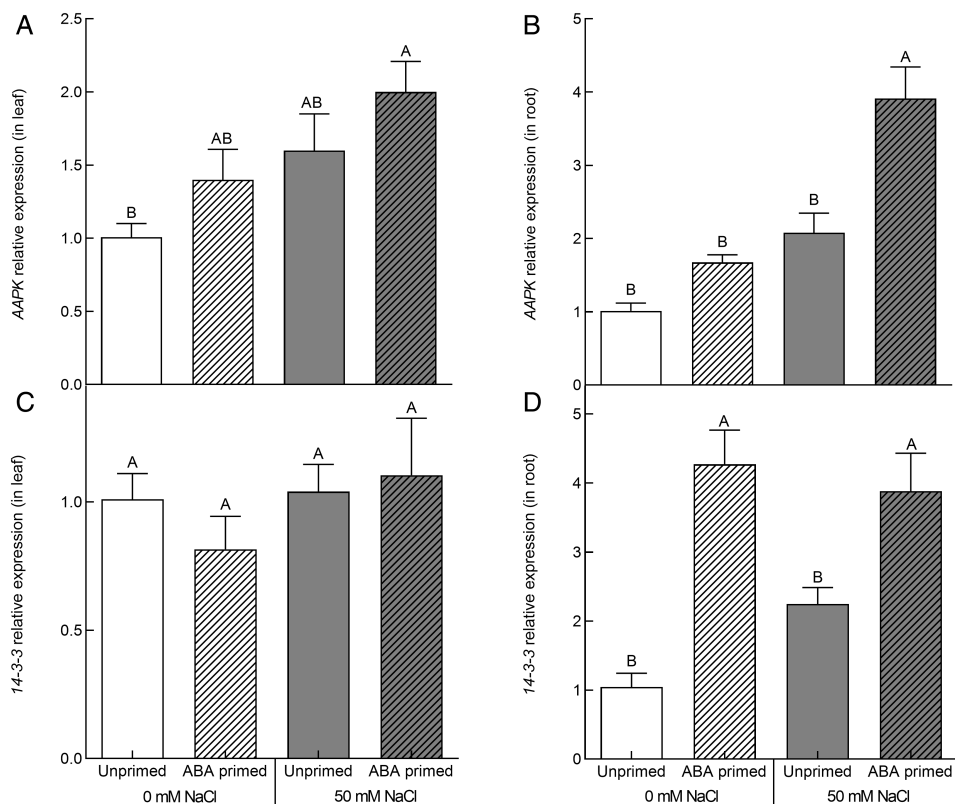 A
AAPK relative expression (in leaf)
2.5
2.0
1.5
1.0
0.5
0.0
B
AB
AB
A
B
AAPK relative expression (in root)
5
4
3
2
1
0
B
B
B
A
C
14-3-3 relative expression (in leaf)
1.0
0.5
0.0
A
A
A
A
Unprimed ABA primed Unprimed ABA primed
0 mM NaCl 50 mM NaCl
D
14-3-3 relative expression (in root)
5
4
3
2
1
0
B
A
B
A
Unprimed ABA primed Unprimed ABA primed
0 mM NaCl 50 mM NaCl